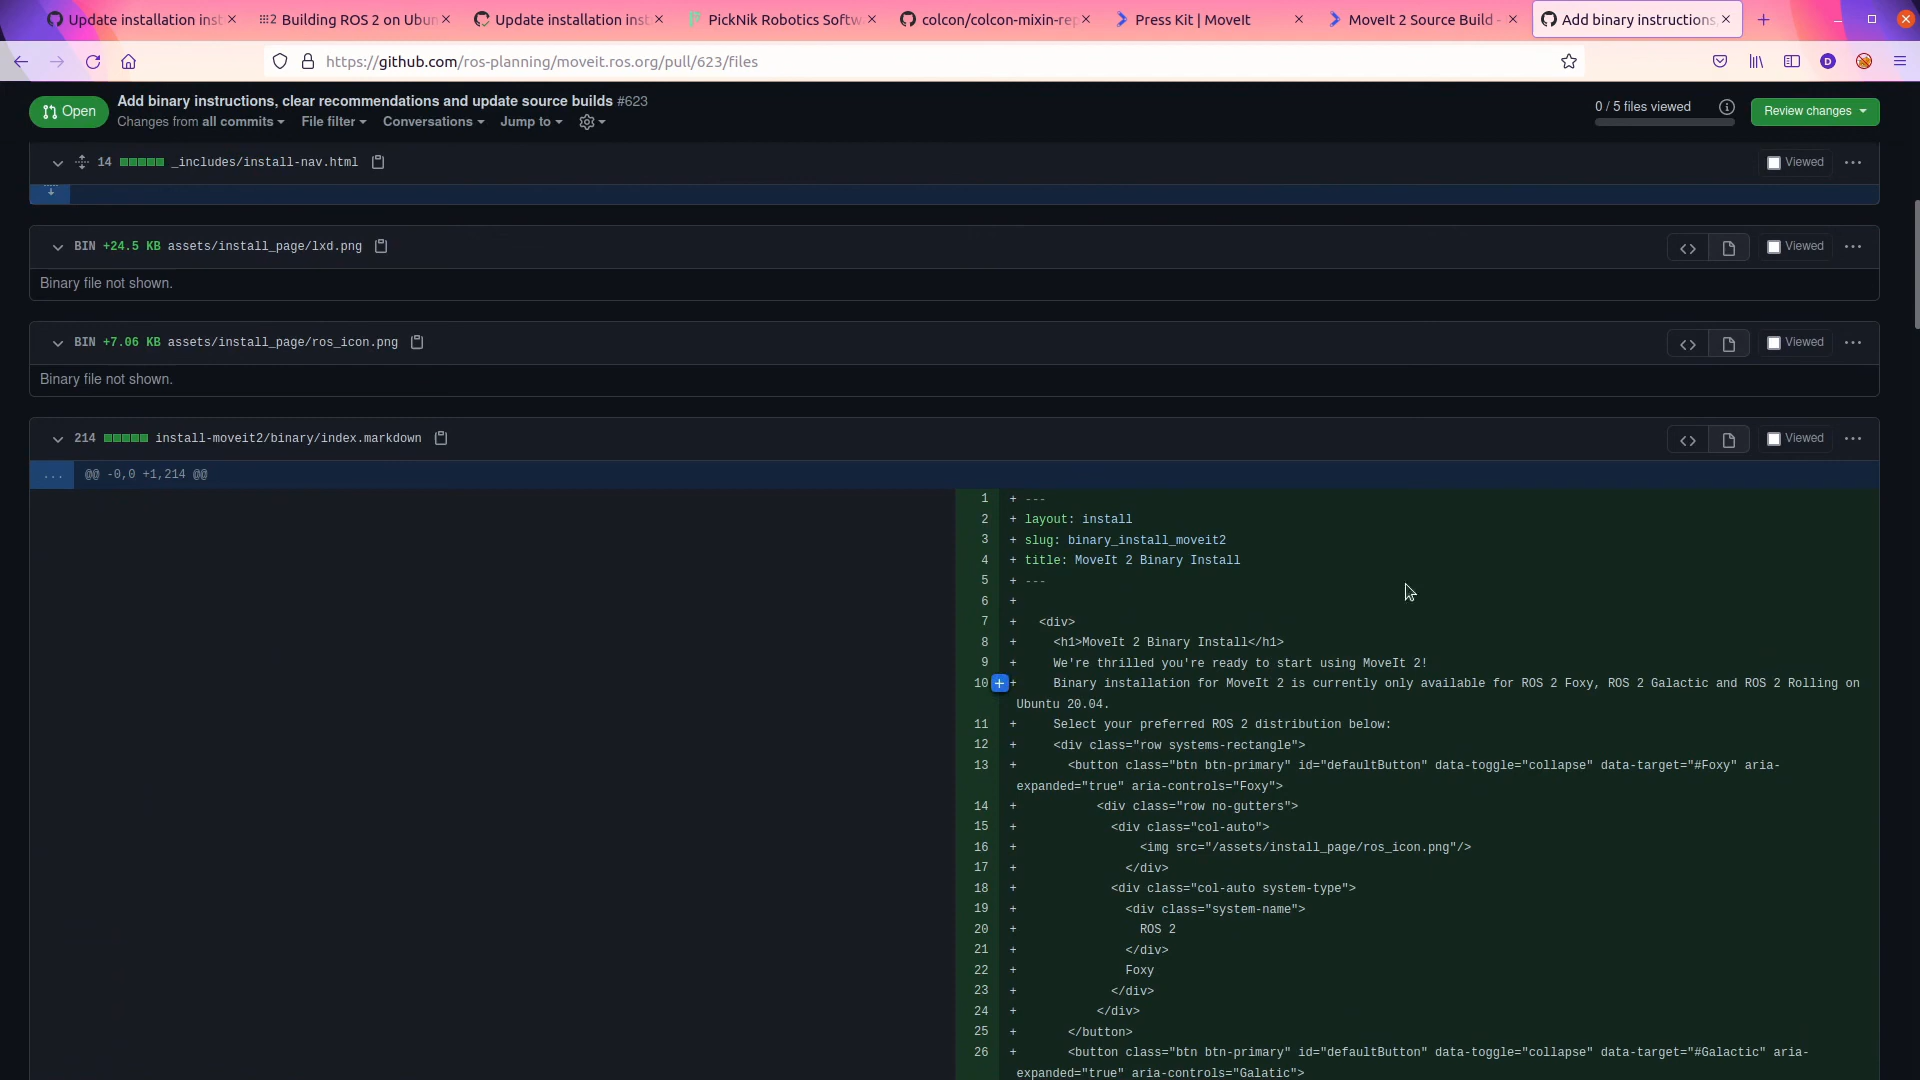 Update installation inst
Building ROS 2 on Ubun
Update installation inst
PickNik Robotics Softw
colcon/colcon-mixin-rep
Press Kit | MoveIt
MoveIt 2 Source Build -
Add binary instructions,
https://github.com/ros-planning/moveit.ros.org/pull/623/files
D
Open
Add binary instructions, clear recommendations and update source builds #623
Changes from all commits
File filter
Conversations
Jump to
0 / 5 files viewed
Review changes
14 _includes/install-nav.html
Viewed
BIN +24.5 KB assets/install_page/lxd.png
Viewed
Binary file not shown.
BIN +7.06 KB assets/install_page/ros_icon.png
Viewed
Binary file not shown.
214 install-moveit2/binary/index.markdown
Viewed
... @@ -0,0 +1,214 @@
1 + ---
2 + layout: install
3 + slug: binary_install_moveit2
4 + title: MoveIt 2 Binary Install
5 + ---
6 +
7 + <div>
8 + <h1>MoveIt 2 Binary Install</h1>
9 + We're thrilled you're ready to start using MoveIt 2!
10 + Binary installation for MoveIt 2 is currently only available for ROS 2 Foxy, ROS 2 Galactic and ROS 2 Rolling on
Ubuntu 20.04.
11 + Select your preferred ROS 2 distribution below:
12 + <div class="row systems-rectangle">
13 + <button class="btn btn-primary" id="defaultButton" data-toggle="collapse" data-target="#Foxy" aria-
expanded="true" aria-controls="Foxy">
14 + <div class="row no-gutters">
15 + <div class="col-auto">
16 + <img src="/assets/install_page/ros_icon.png"/>
17 + </div>
18 + <div class="col-auto system-type">
19 + <div class="system-name">
20 + ROS 2
21 + </div>
22 + Foxy
23 + </div>
24 + </div>
25 + </button>
26 + <button class="btn btn-primary" id="defaultButton" data-toggle="collapse" data-target="#Galactic" aria-
expanded="true" aria-controls="Galatic">